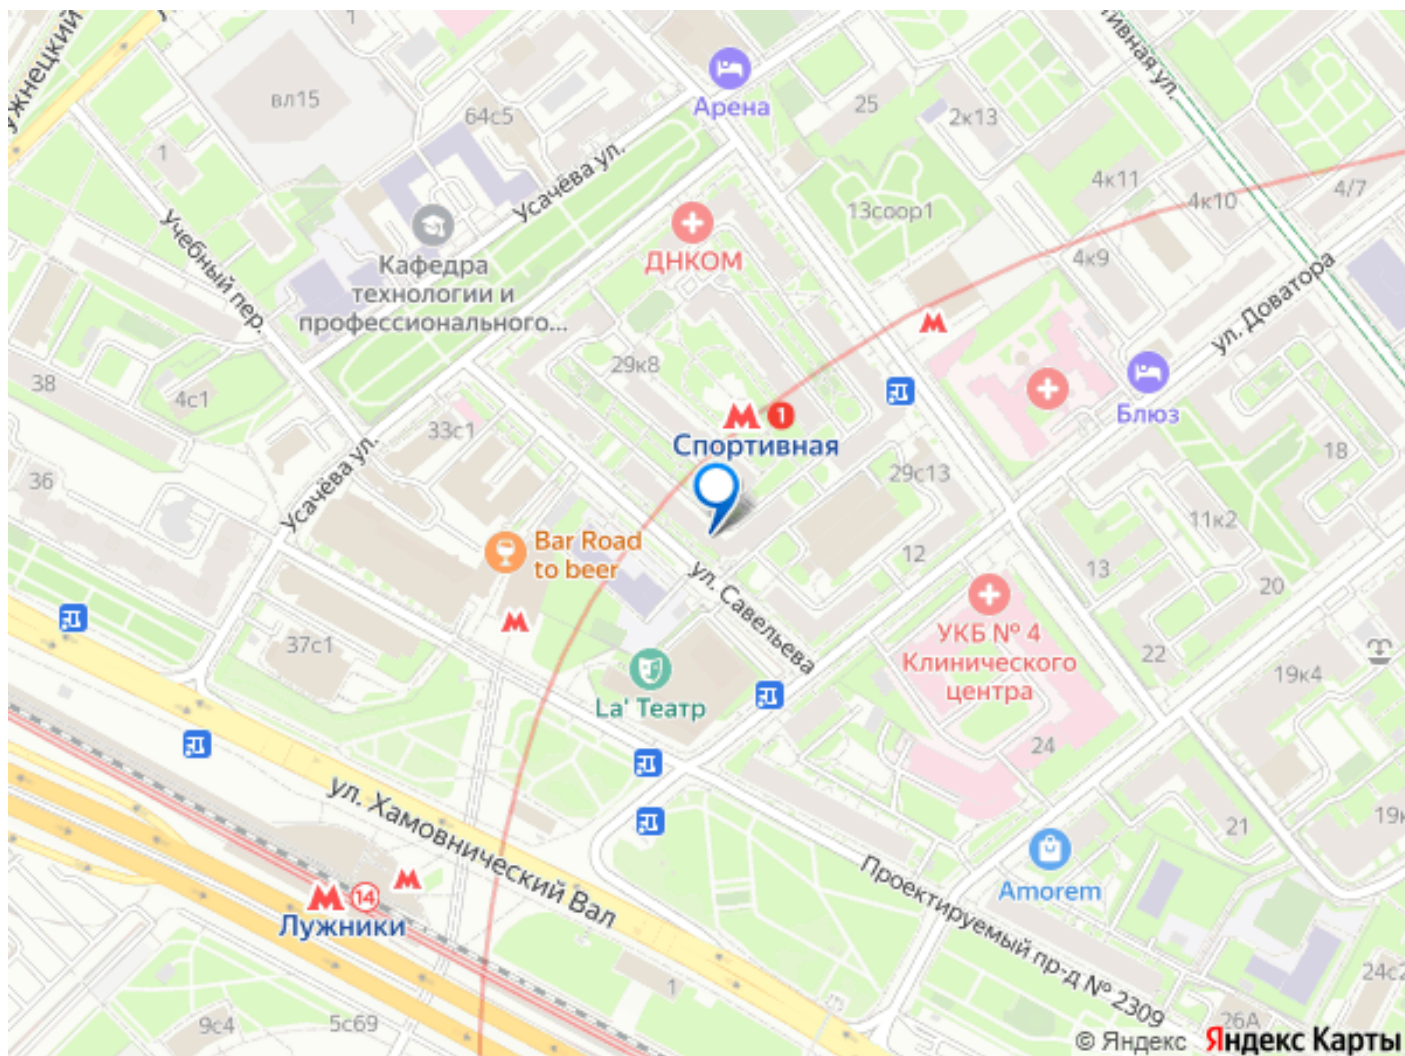 1
вл15
64с5
Арена
25
2к13
1
Усачёва ул.
4к11
4к10
4/7
13соор1
Учебный пер.
Кафедра
технологии и
профессионального...
ДНКОМ
4к9
ул. Доватора
29к8
38
4с1
33с1
1
Спортивная
Блюз
18
29с13
36
Усачёва ул.
11к2
Bar Road
to beer
12
13
20
ул. Савельева
37с1
УКБ № 4
Клинического
центра
22
19к4
La' Театр
24
ул. Хамовнический Вал
21
Проектируемый пр-д № 2309
Amorem
14
Лужники
1
9с4
5с69
26А
© Яндекс Яндекс Карты